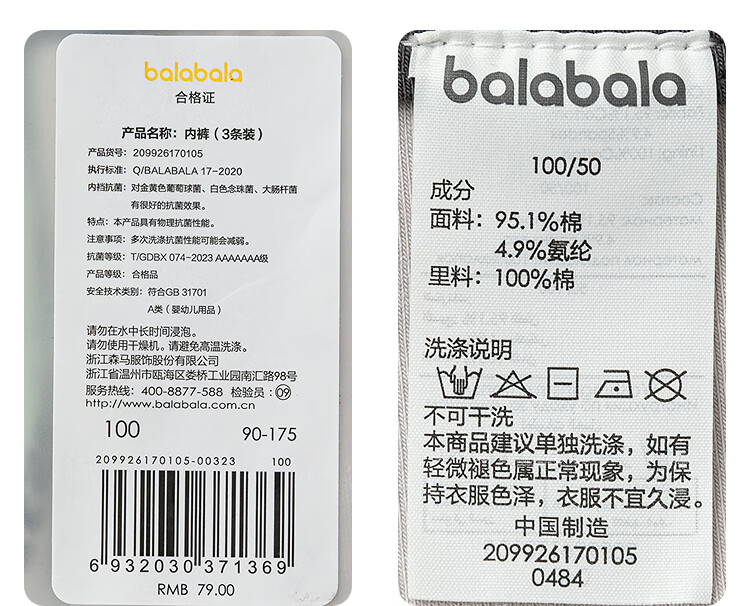 balabala
合格证
产品名称：内裤（3条装）
产品货号：209926170105
执行标准：Q/BALABALA 17-2020
内裆抗菌：对金黄色葡萄球菌、白色念珠菌、大肠杆菌
有很好的抗菌效果。
特点：本产品具有物理抗菌性能。
注意事项：多次洗涤抗菌性能可能会减弱。
抗菌等级：T/GDBX 074-2023 AAAAAAA级
产品等级：合格品
安全技术类别：符合GB 31701
A类（婴幼儿用品）
请勿在水中长时间浸泡。
请勿使用干燥机。请避免高温洗涤。
浙江森马服饰股份有限公司
浙江省温州市瓯海区娄桥工业园南汇路98号
服务热线：400-8877-588 检验员：09
http://www.balabala.com.cn
100 90-175
209926170105-00323 100
6 932030 371369
RMB 79.00
balabala
100/50
成分
面料：95.1%棉
4.9%氨纶
里料：100%棉
洗涤说明
不可干洗
本商品建议单独洗涤，如有
轻微褪色属正常现象，为保
持衣服色泽，衣服不宜久浸。
中国制造
209926170105
0484